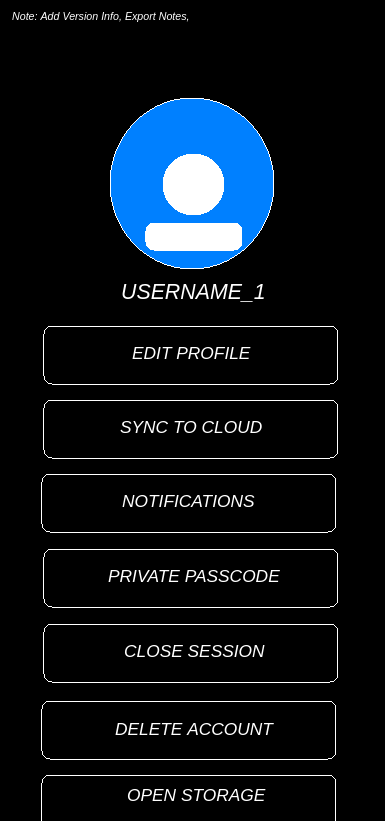 Note: Add Version Info, Export Notes,
USERNAME_1
EDIT PROFILE
SYNC TO CLOUD
NOTIFICATIONS
PRIVATE PASSCODE
CLOSE SESSION
DELETE ACCOUNT
OPEN STORAGE